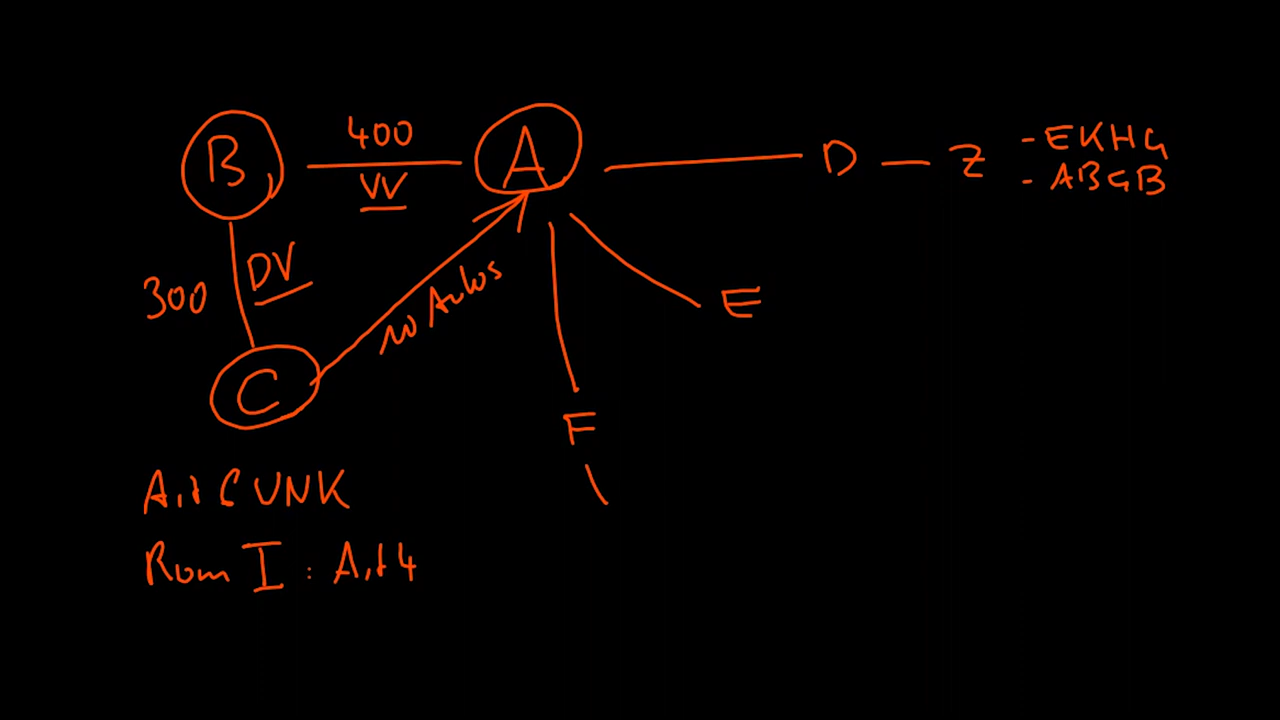 B
400
VV
A
D
Z
- EKHG
- ABGB
300
DV
C
10 Autos
E
F
Art 6 UNK
Rom I : Art 4